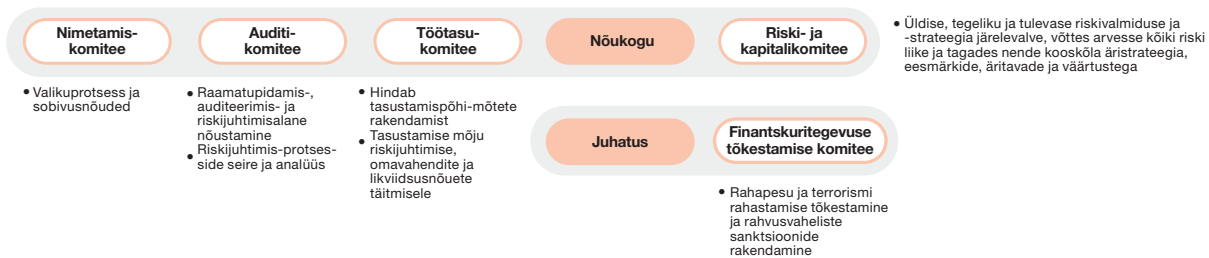 Nimetamis-
komitee
Auditi-
komitee
Töötasu-
komitee
Nõukogu
Riski- ja
kapitalikomitee
• Üldise, tegeliku ja tulevase riskivalmiduse ja
-strateegia järelevalve, võttes arvesse kõiki riski
liike ja tagades nende kooskõla äristrateegia,
eesmärkide, äritavade ja väärtustega
• Valikuprotsess ja
sobivusnõuded
• Raamatupidamis-,
auditeerimis- ja
riskijuhtimisalane
nõustamine
• Riskijuhtimis-protses-
side seire ja analüüs
• Hindab
tasustamispõhi-mõtete
rakendamist
• Tasustamise mõju
riskijuhtimise,
omavahendite ja
likviidsusnõuete
täitmisele
Juhatus
Finantskuritegevuse
tõkestamise komitee
• Rahapesu ja terrorismi
rahastamise tõkestamine
ja rahvusvaheliste
sanktsioonide
rakendamine